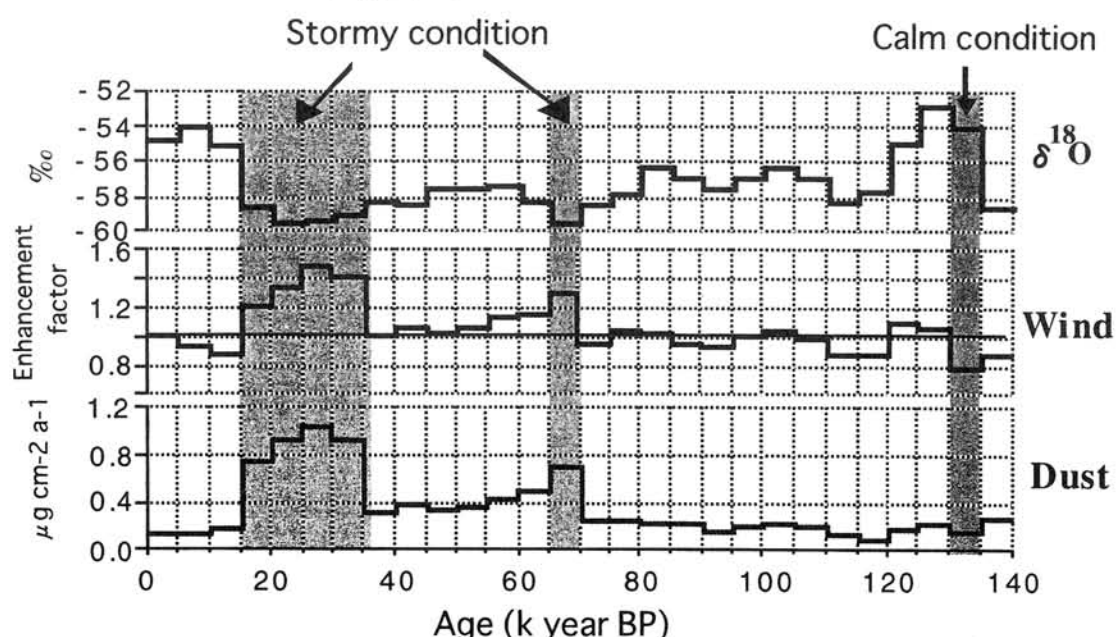 Stormy condition
Calm condition
- 52
- 54
- 56
- 58
- 60
‰
δ18O
1.6
1.2
0.8
Enhancement
factor
Wind
1.2
0.8
0.4
0.0
μg cm-2 a-1
Dust
0 20 40 60 80 100 120 140
Age (k year BP)